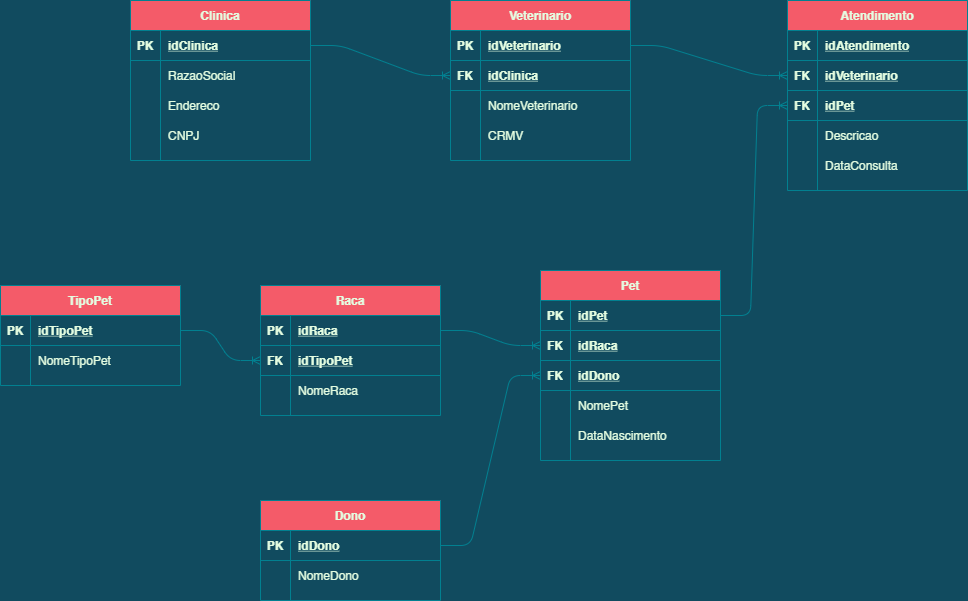 Clinica
PK idClinica
RazaoSocial
Endereco
CNPJ
Veterinario
PK idVeterinario
FK idClinica
NomeVeterinario
CRMV
Atendimento
PK idAtendimento
FK idVeterinario
FK idPet
Descricao
DataConsulta
TipoPet
PK idTipoPet
NomeTipoPet
Raca
PK idRaca
FK idTipoPet
NomeRaca
Pet
PK idPet
FK idRaca
FK idDono
NomePet
DataNascimento
Dono
PK idDono
NomeDono